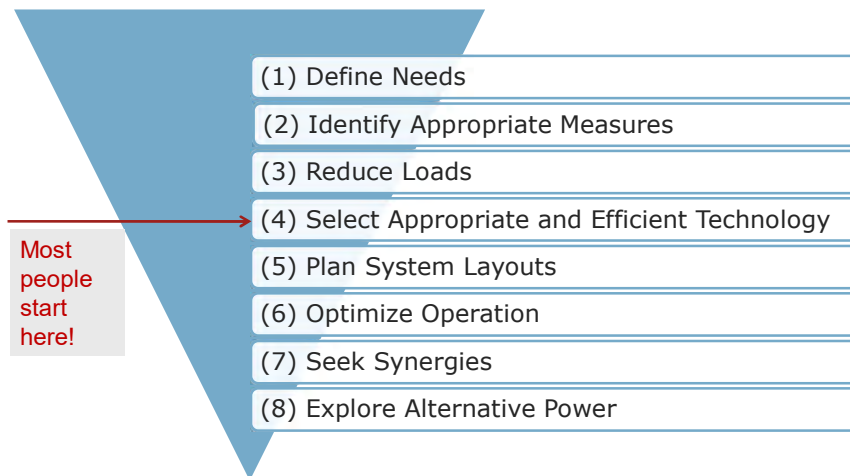 (1) Define Needs
(2) Identify Appropriate Measures
(3) Reduce Loads
(4) Select Appropriate and Efficient Technology
Most
people
start
here!
(5) Plan System Layouts
(6) Optimize Operation
(7) Seek Synergies
(8) Explore Alternative Power